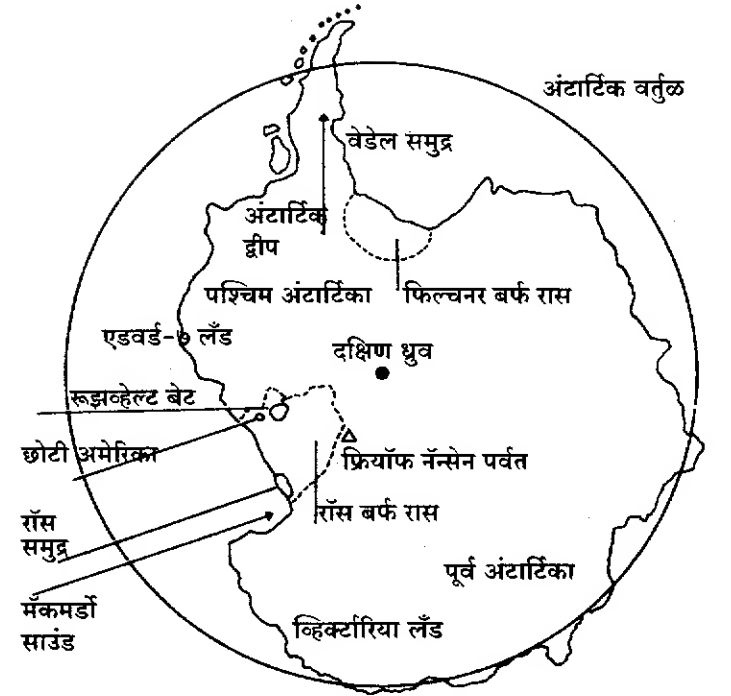 अंटार्टिक वर्तुळ
वेडेल समुद्र
अंटार्टिक
द्वीप
पश्चिम अंटार्टिका
फिल्चनर बर्फ रास
एडवर्ड-७ लँड
दक्षिण ध्रुव
रूझव्हेल्ट बेट
छोटी अमेरिका
फ्रियॉफ नॅन्सेन पर्वत
रॉस
समुद्र
रॉस बर्फ रास
पूर्व अंटार्टिका
मॅकमर्डो
साउंड
व्हिक्टोरिया लँड